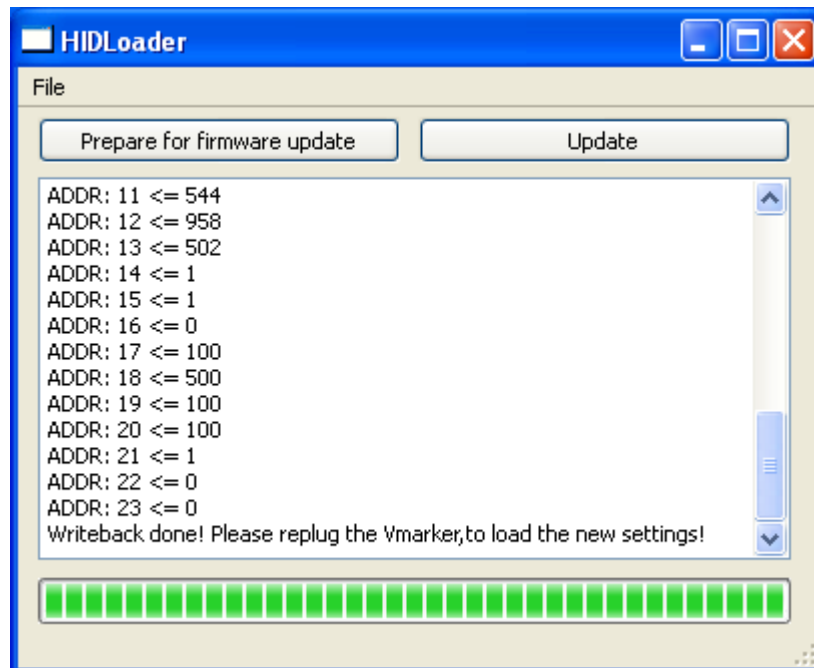 HIDLoader
File
Prepare for firmware update
Update
ADDR: 11 <= 544
ADDR: 12 <= 958
ADDR: 13 <= 502
ADDR: 14 <= 1
ADDR: 15 <= 1
ADDR: 16 <= 0
ADDR: 17 <= 100
ADDR: 18 <= 500
ADDR: 19 <= 100
ADDR: 20 <= 100
ADDR: 21 <= 1
ADDR: 22 <= 0
ADDR: 23 <= 0
Writeback done! Please replug the Vmarker,to load the new settings!